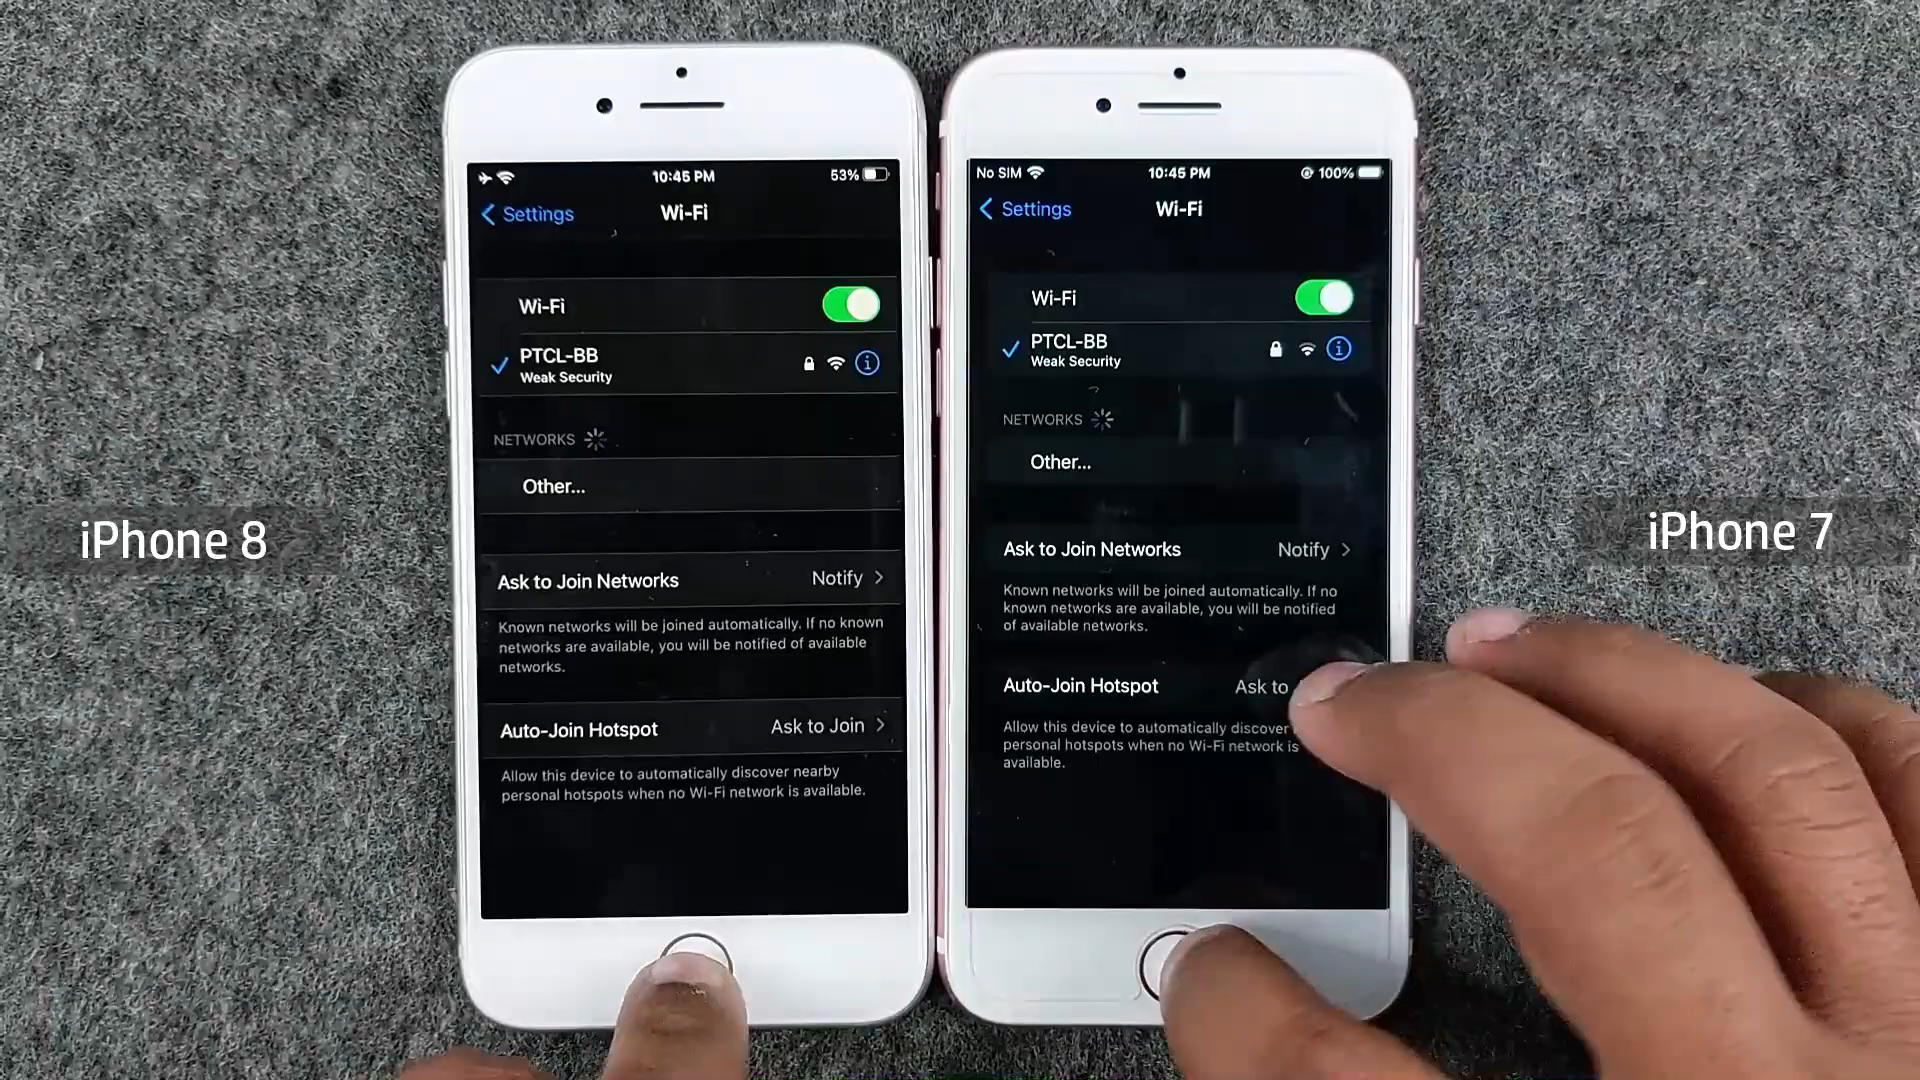 iPhone 8
10:45 PM
53%
Settings
Wi-Fi
Wi-Fi
PTCL-BB
Weak Security
NETWORKS
Other...
Ask to Join Networks
Notify
Known networks will be joined automatically. If no known
networks are available, you will be notified of available
networks.
Auto-Join Hotspot
Ask to Join
Allow this device to automatically discover nearby
personal hotspots when no Wi-Fi network is available.
No SIM
10:45 PM
100%
Settings
Wi-Fi
Wi-Fi
PTCL-BB
Weak Security
NETWORKS
Other...
Ask to Join Networks
Notify
Known networks will be joined automatically. If no
known networks are available, you will be notified
of available networks.
Auto-Join Hotspot
Ask to
Allow this device to automatically discover
personal hotspots when no Wi-Fi network is
available.
iPhone 7